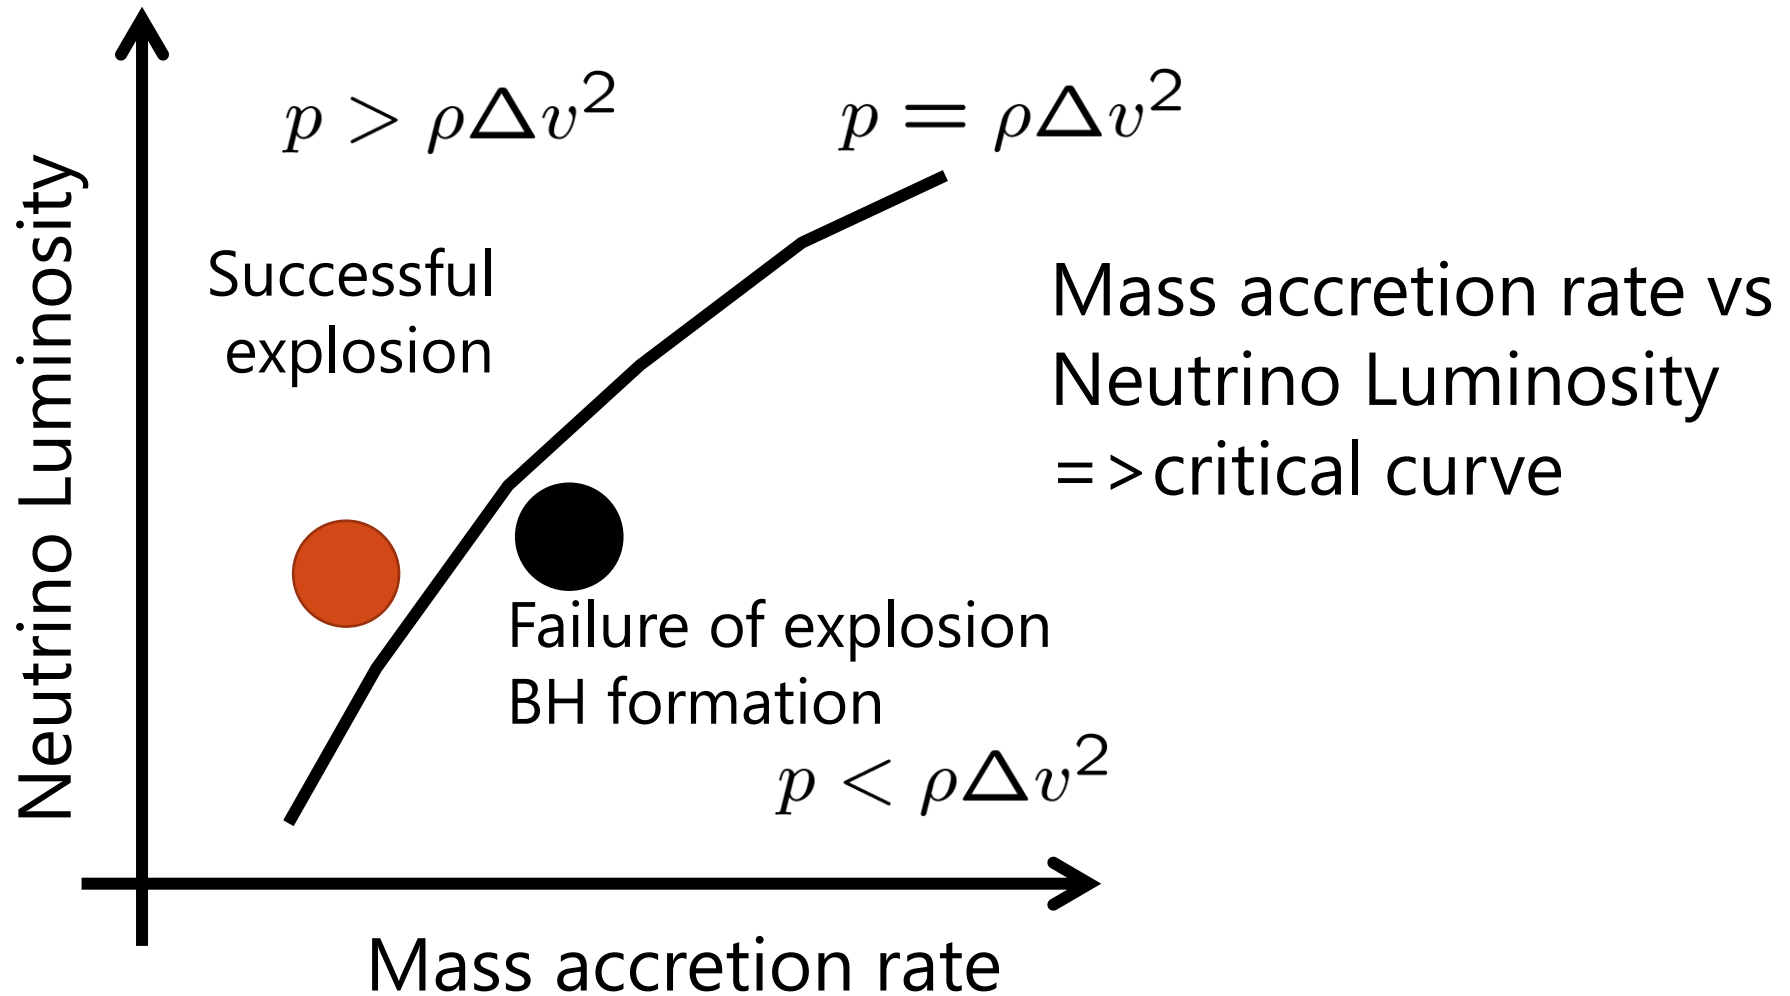 p > ρΔv²
p = ρΔv²
Neutrino Luminosity
Successful
explosion
Mass accretion rate vs
Neutrino Luminosity
=>critical curve
Failure of explosion
BH formation
p < ρΔv²
Mass accretion rate